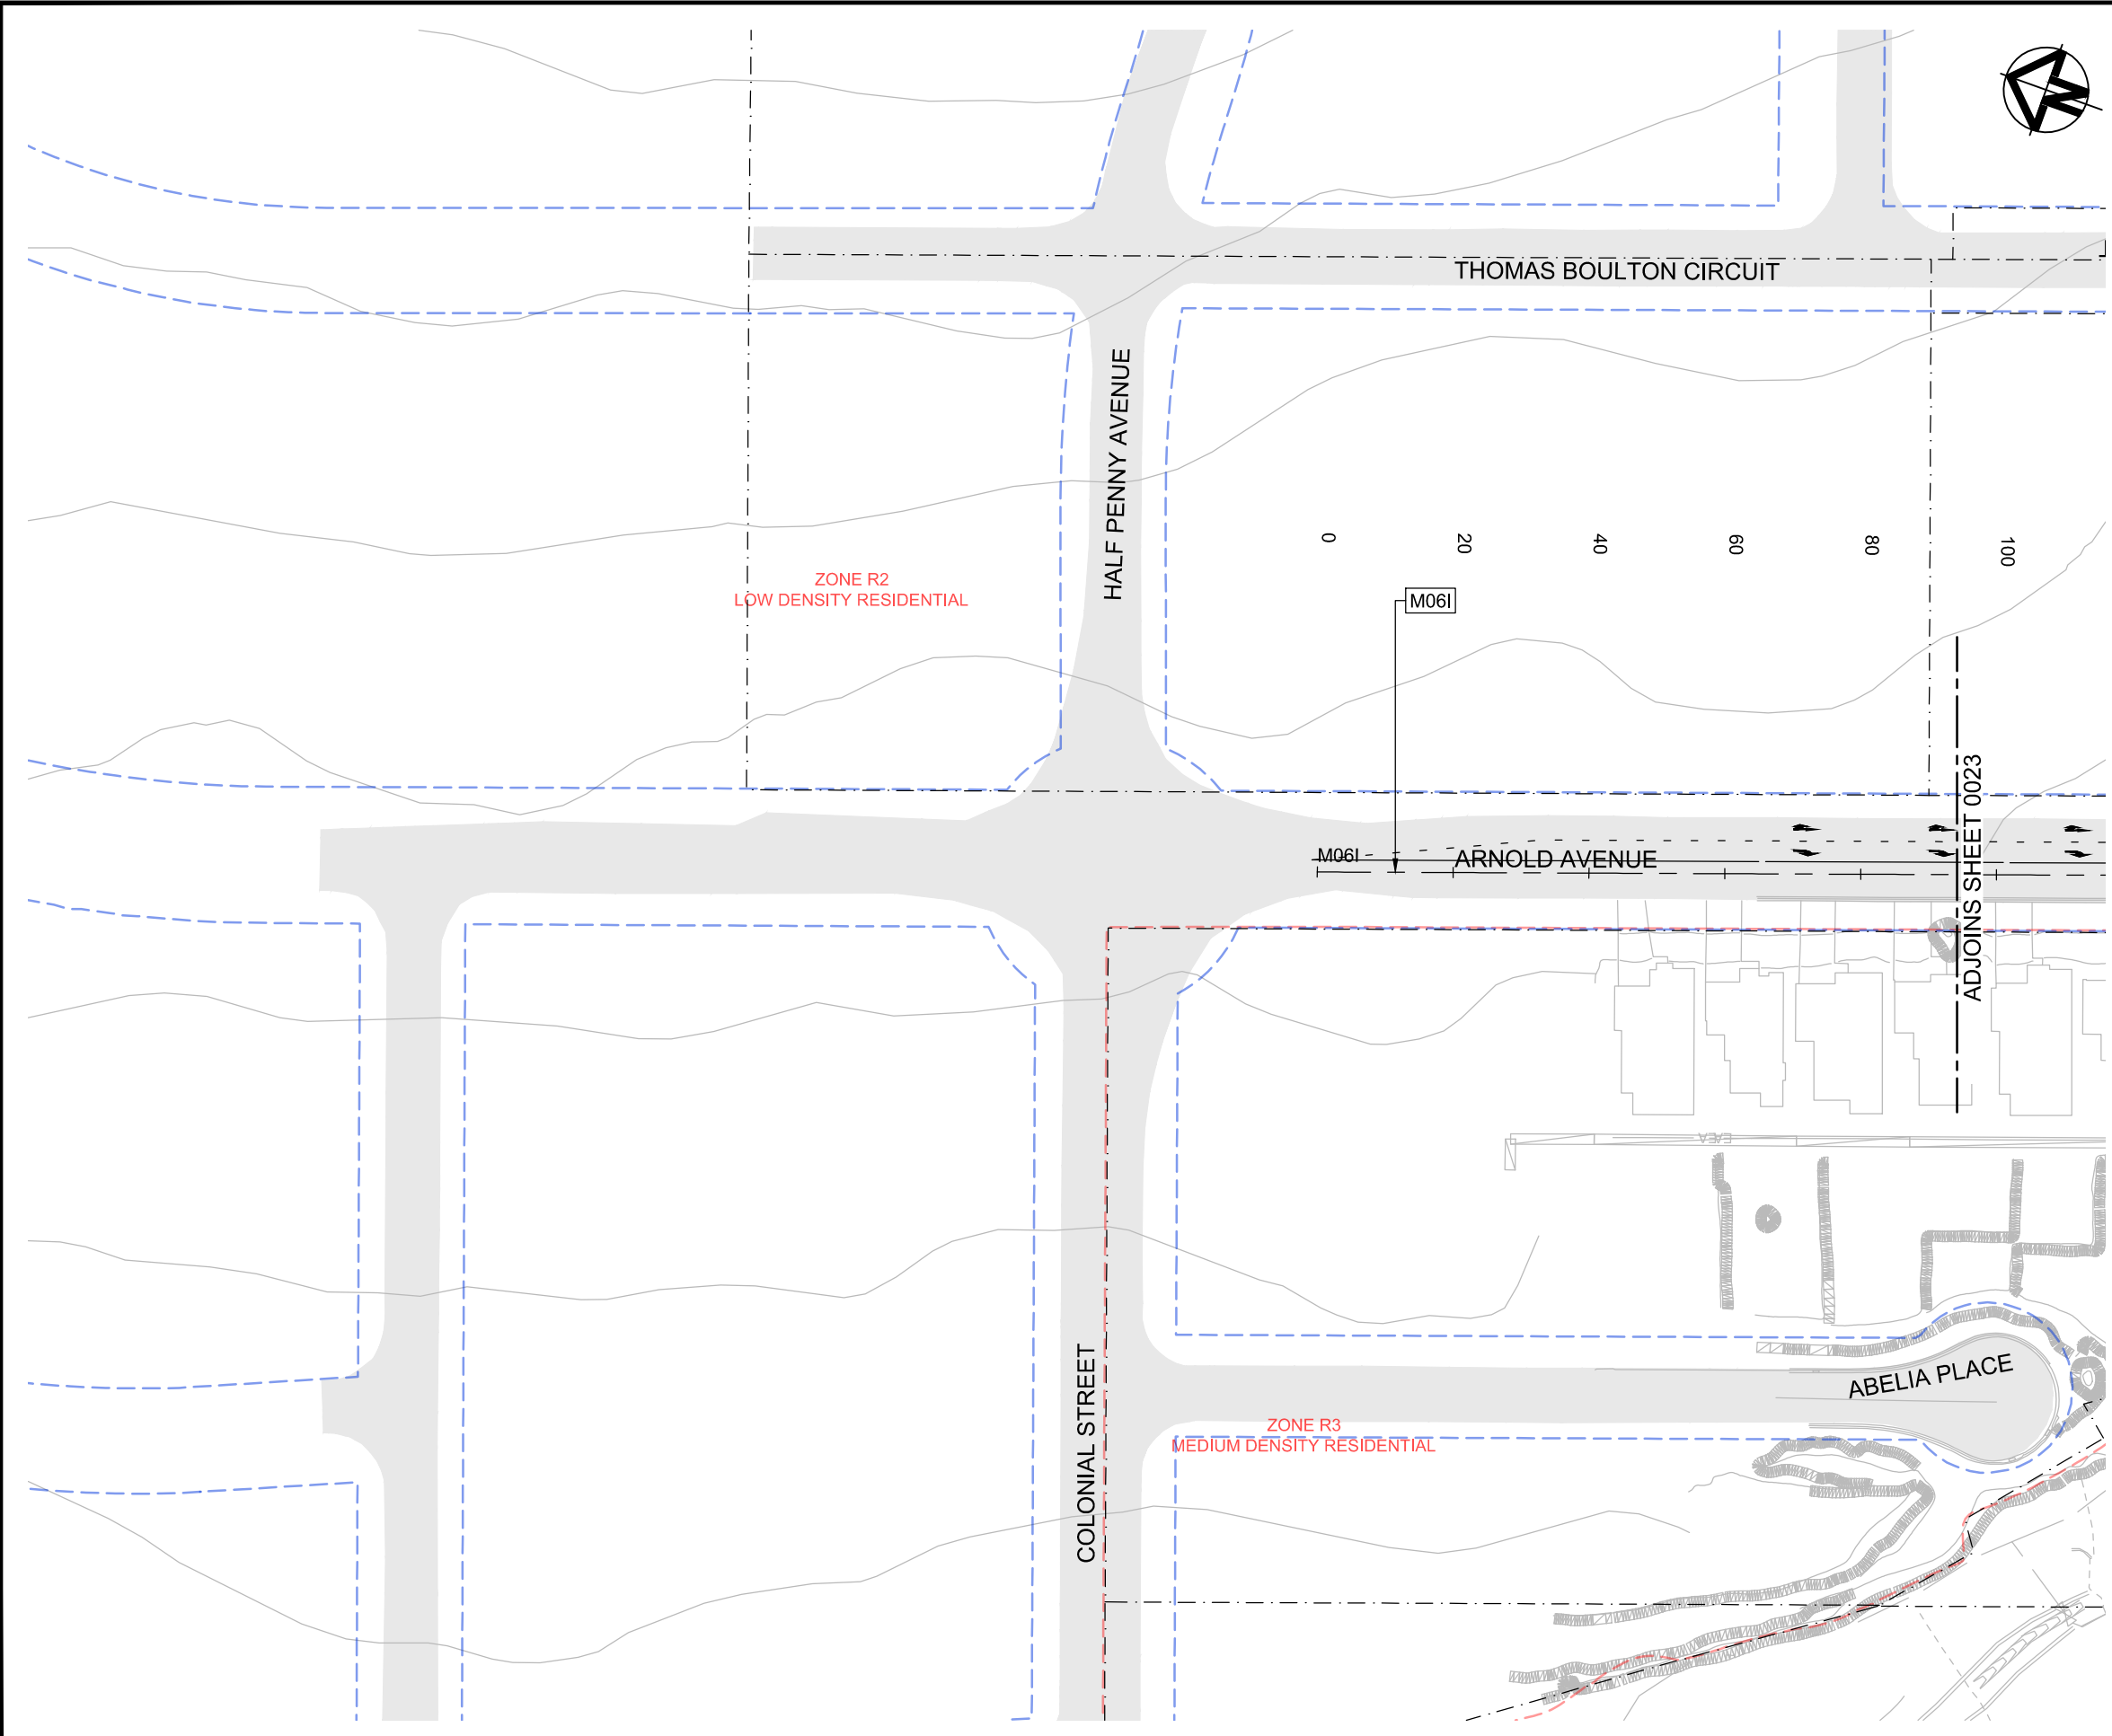 N
THOMAS BOULTON CIRCUIT
HALF PENNY AVENUE
0
20
40
60
80
100
ZONE R2
LOW DENSITY RESIDENTIAL
M06I
ADJOINS SHEET 0023
M06I
ARNOLD AVENUE
COLONIAL STREET
ABELIA PLACE
ZONE R3
MEDIUM DENSITY RESIDENTIAL